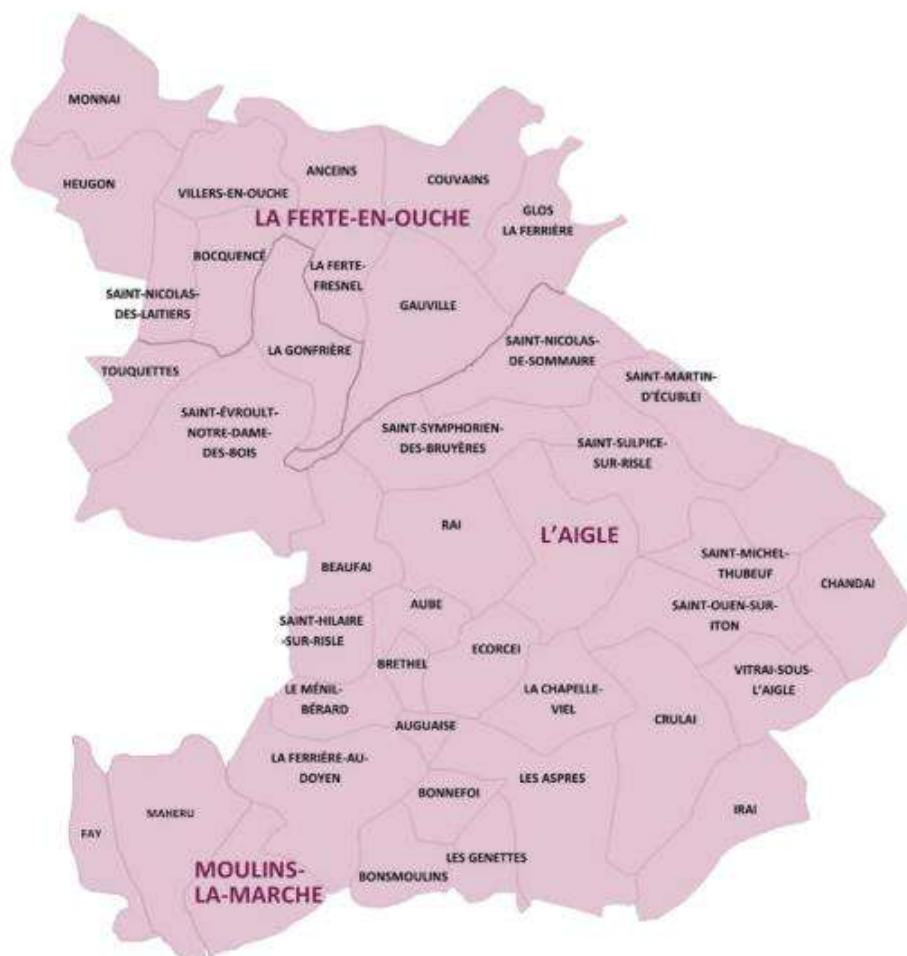 MONNAI
HEUGON
VILLERS-EN-OUCHE
ANCEINS
COUVAINS
LA FERTE-EN-OUCHE
GLOS
LA FERRIÈRE
BOCQUENCÉ
LA FERTE-
FRESNEL
SAINT-NICOLAS-
DES-LAITIERS
GAUVILLE
LA GONFRIÈRE
SAINT-NICOLAS-
DE-SOMMAIRE
TOUQUETTES
SAINT-MARTIN-
D'ÉCUBLEI
SAINT-ÉVROULT-
NOTRE-DAME-
DES-BOIS
SAINT-SYMPHORIEN-
DES-BRUYÈRES
SAINT-SULPICE-
SUR-RISLE
RAI
L'AIGLE
BEAUFAI
SAINT-MICHEL-
THUBEUF
CHANDAI
AUBE
SAINT-OUEN-SUR-
ITON
SAINT-HILAIRE
-SUR-RISLE
ECORCEI
BRETHEL
VITRAI-SOUS-
L'AIGLE
LE MÉNIL-
BÉRARD
LA CHAPELLE-
VIEL
CRULAI
AUGUAISE
LA FERRIÈRE-AU-
DOYEN
LES ASPRES
BONNEFOI
MAHERU
IRAI
FAY
LES GENETTES
MOULINS-
LA-MARCHE
BONSMOULINS